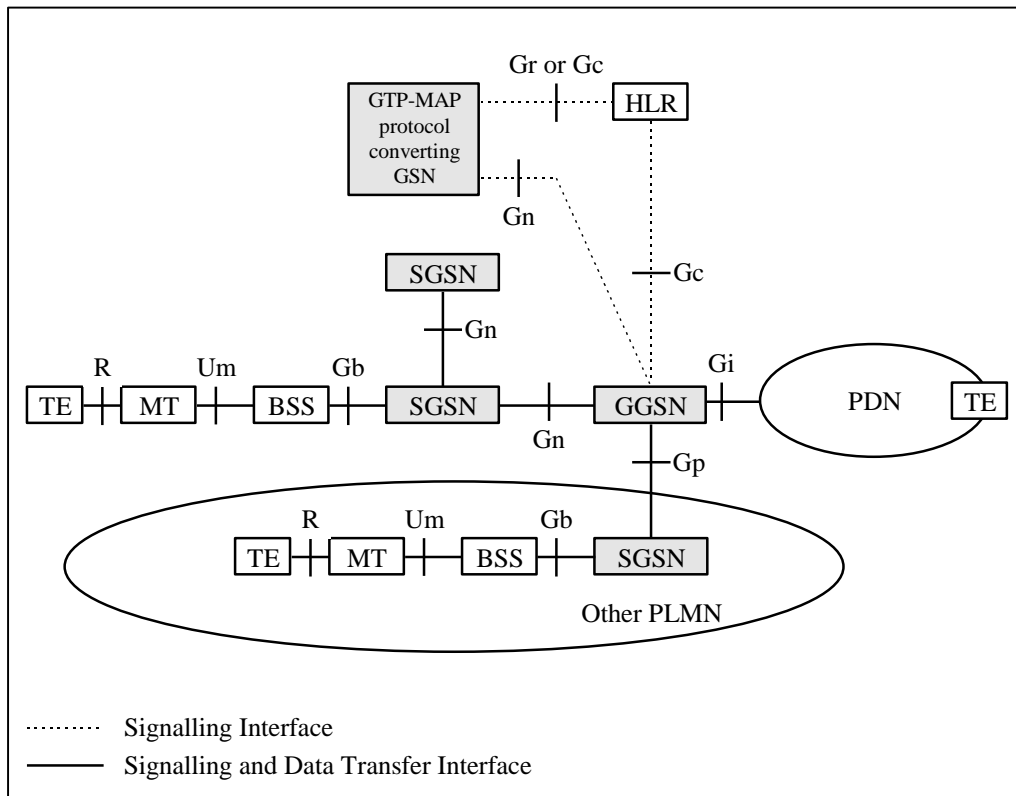 Gr or Gc
GTP-MAP
protocol
converting
GSN
HLR
Gn
SGSN
Gc
Gn
R
Um
Gb
Gi
TE
MT
BSS
SGSN
GGSN
PDN
TE
Gn
Gp
R
Um
Gb
TE
MT
BSS
SGSN
Other PLMN
Signalling Interface
Signalling and Data Transfer Interface